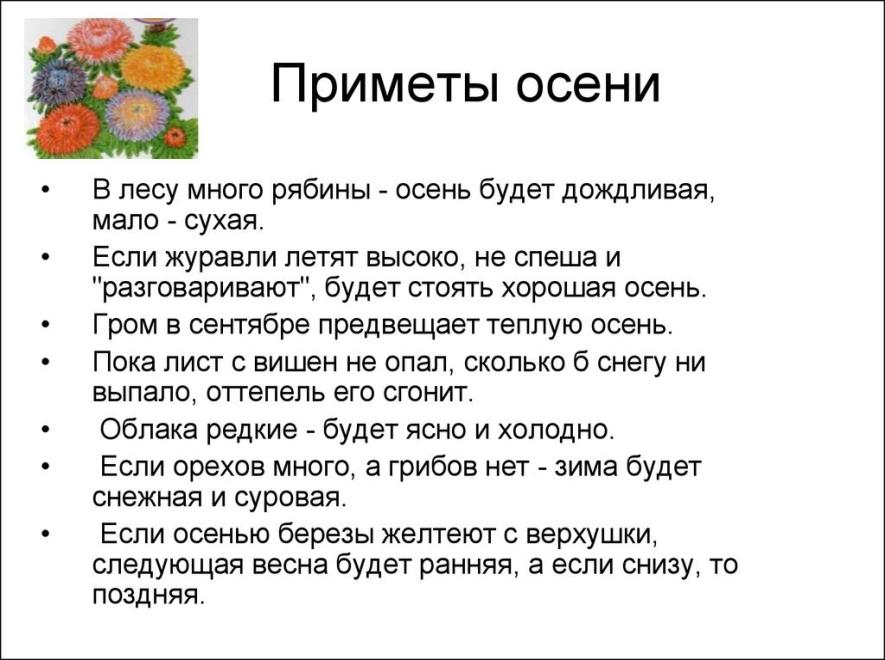 Приметы осени
• В лесу много рябины - осень будет дождливая,
мало - сухая.
• Если журавли летят высоко, не спеша и
"разговаривают", будет стоять хорошая осень.
• Гром в сентябре предвещает теплую осень.
• Пока лист с вишен не опал, сколько б снегу ни
выпало, оттепель его сгонит.
• Облака редкие - будет ясно и холодно.
• Если орехов много, а грибов нет - зима будет
снежная и суровая.
• Если осенью березы желтеют с верхушки,
следующая весна будет ранняя, а если снизу, то
поздняя.